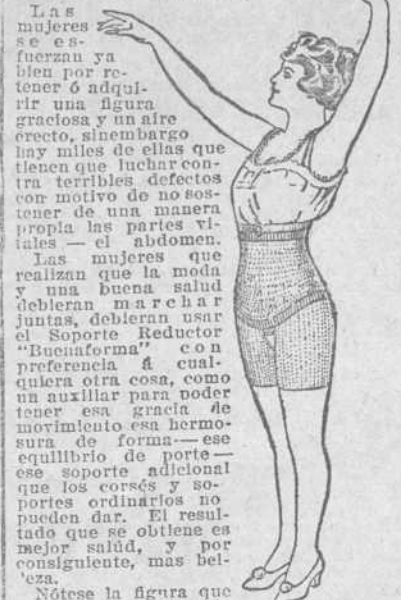 Las
mujeres
se es-
fuerzan ya
bien por re-
tener ó adqui-
rir una figura
graciosa y un aire
erecto, sinembargo
hay miles de ellas que
tienen que luchar con-
tra terribles defectos
con motivo de no sos-
tener de una manera
propia las partes vi-
tales — el abdomen.
Las mujeres que
realizan que la moda
y una buena salud
debieran marchar
juntas, debieran usar
el Soporte Reductor
"Buenaforma" con
preferencia á cual-
quiera otra cosa, como
un auxiliar para poder
tener esa gracia de
movimiento esa hermo-
sura de forma — ese
equilibrio de porte —
ese soporte adicional
que los corsés y so-
portes ordinarios no
pueden dar. El resul-
tado que se obtiene es
mejor salúd, y por
consiguiente, mas bel-
eza.
Nótese la figura que